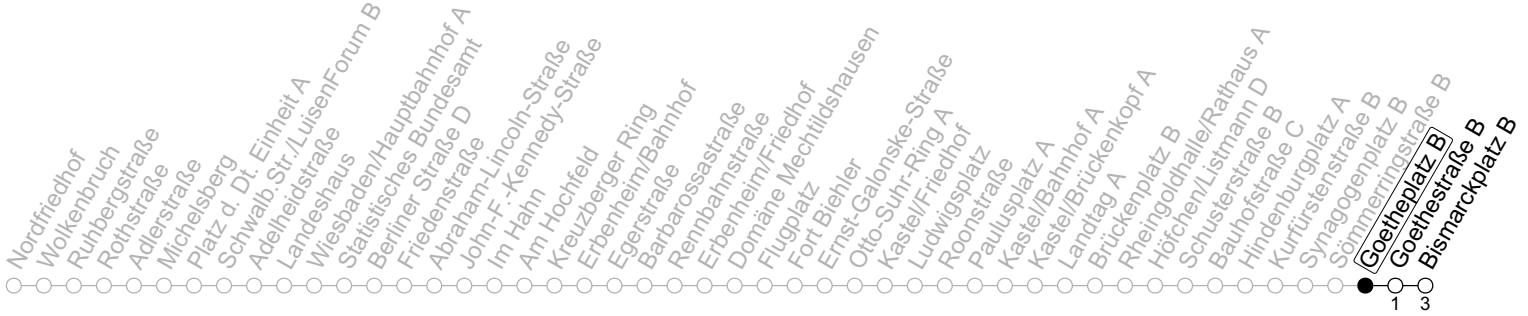 Nordfriedhof
Wolkenbruch
Ruhbergstraße
Rothstraße
Adlerstraße
Michelsberg
Platz d. Dt. Einheit A
Schwalb.Str./LuisenForum B
Adelheidstraße
Landeshaus
Wiesbaden/Hauptbahnhof A
Statistisches Bundesamt
Berliner Straße D
Friedenstraße
Abraham-Lincoln-Straße
John-F.-Kennedy-Straße
Im Hahn
Am Hochfeld
Kreuzberger Ring
Erbenheim/Bahnhof
Egerstraße
Barbarossastraße
Rennbahnstraße
Erbenheim/Friedhof
Domäne Mechtildshausen
Flugplatz
Fort Biehler
Ernst-Galonske-Straße
Otto-Suhr-Ring A
Kastel/Friedhof
Ludwigsplatz
Roonstraße
Paulusplatz A
Kastel/Bahnhof A
Kastel/Brückenkopf A
Landtag A
Brückenplatz B
Rheingoldhalle/Rathaus A
Höfchen/Listmann D
Schusterstraße B
Bauhofstraße C
Hindenburgplatz A
Kurfürstenstraße B
Synagogenplatz B
Sömmerringstraße B
Goetheplatz B
Goethestraße B
Bismarckplatz B
1 3